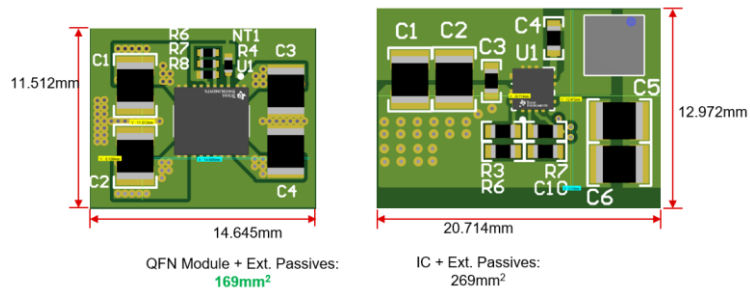 R6
R7
R8
NT1
R4
U1
C1
C3
C2
C4
11.512mm
14.645mm
QFN Module + Ext. Passives:
169mm²
C1
C2
C3
C4
U1
C5
R3
R6
R7
C10
C6
12.972mm
20.714mm
IC + Ext. Passives:
269mm²